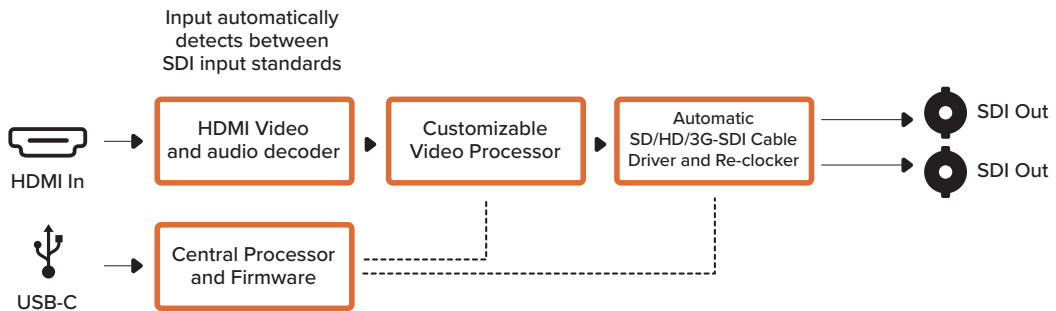 Input automatically
detects between
SDI input standards
HDMI In
HDMI Video
and audio decoder
Customizable
Video Processor
Automatic
SD/HD/3G-SDI Cable
Driver and Re-clocker
SDI Out
SDI Out
USB-C
Central Processor
and Firmware